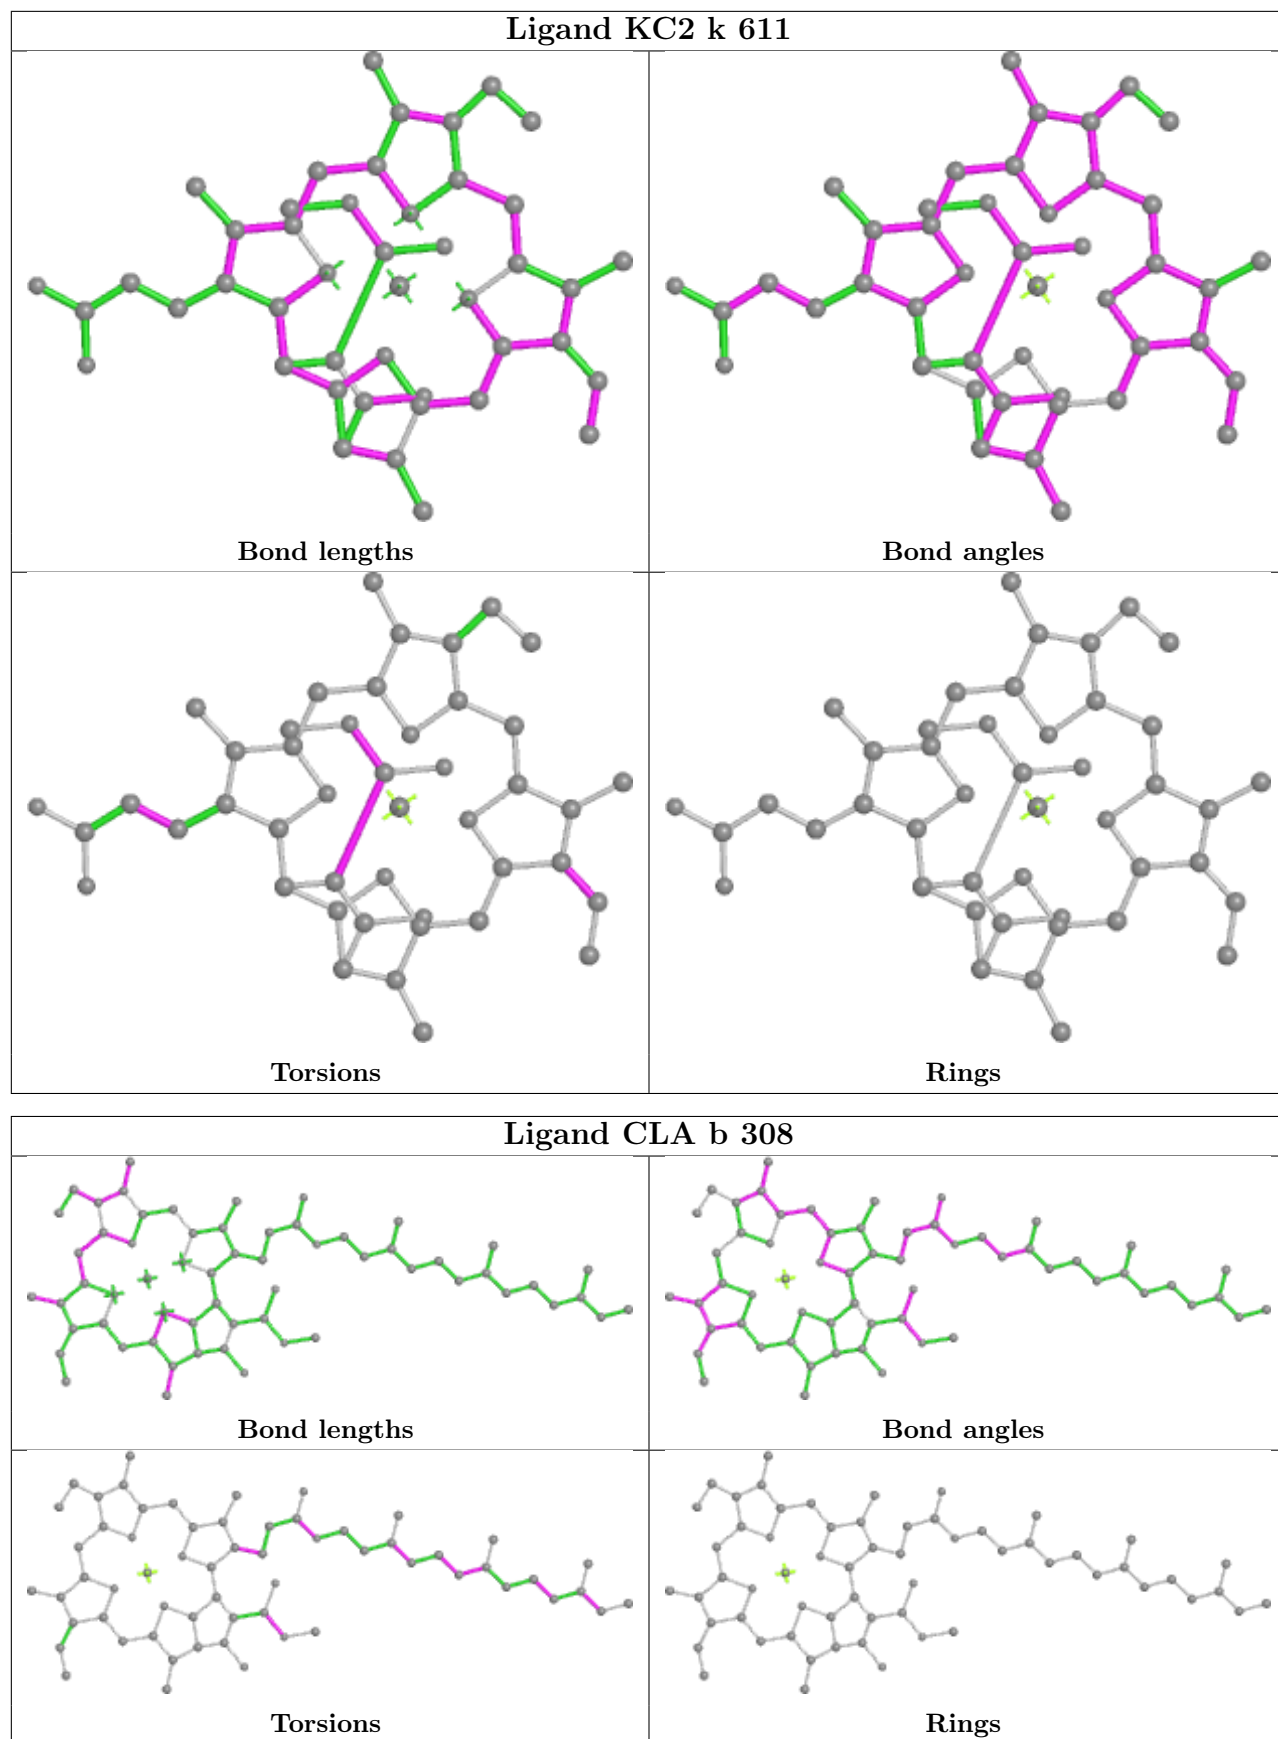 Ligand KC2 k 611
Bond lengths
Bond angles
Torsions
Rings
Ligand CLA b 308
Bond lengths
Bond angles
Torsions
Rings